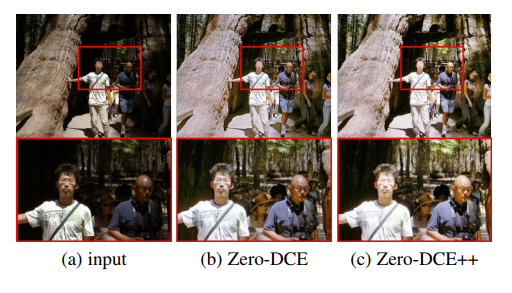 (a) input
(b) Zero-DCE
(c) Zero-DCE++